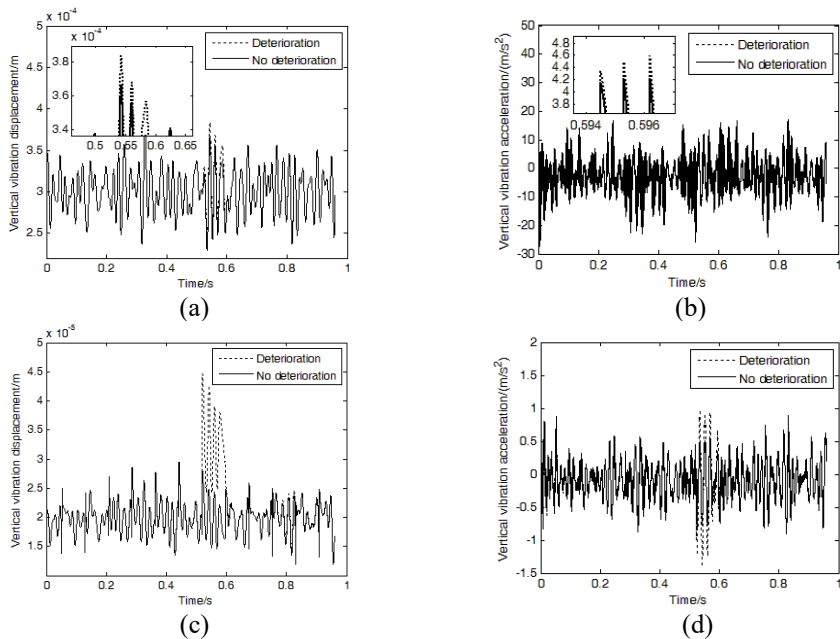 x 10⁻⁴
5
4.5
4
3.5
3
2.5
Vertical vibration displacement/m
Deterioration
No deterioration
x 10⁻⁴
3.8
3.6
3.4
0.5 0.55 0.6 0.65
0 0.2 0.4 0.6 0.8 1
Time/s
(a)
50
40
30
20
10
0
-10
-20
-30
Vertical vibration acceleration/(m/s²)
Deterioration
No deterioration
4.8
4.6
4.4
4.2
4
3.8
0.594 0.596
0 0.2 0.4 0.6 0.8 1
Time/s
(b)
x 10⁻⁵
5
4.5
4
3.5
3
2.5
2
1.5
Vertical vibration displacement/m
Deterioration
No deterioration
0 0.2 0.4 0.6 0.8 1
Time/s
(c)
2
1.5
1
0.5
0
-0.5
-1
-1.5
Vertical vibration acceleration/(m/s²)
Deterioration
No deterioration
0 0.2 0.4 0.6 0.8 1
Time/s
(d)